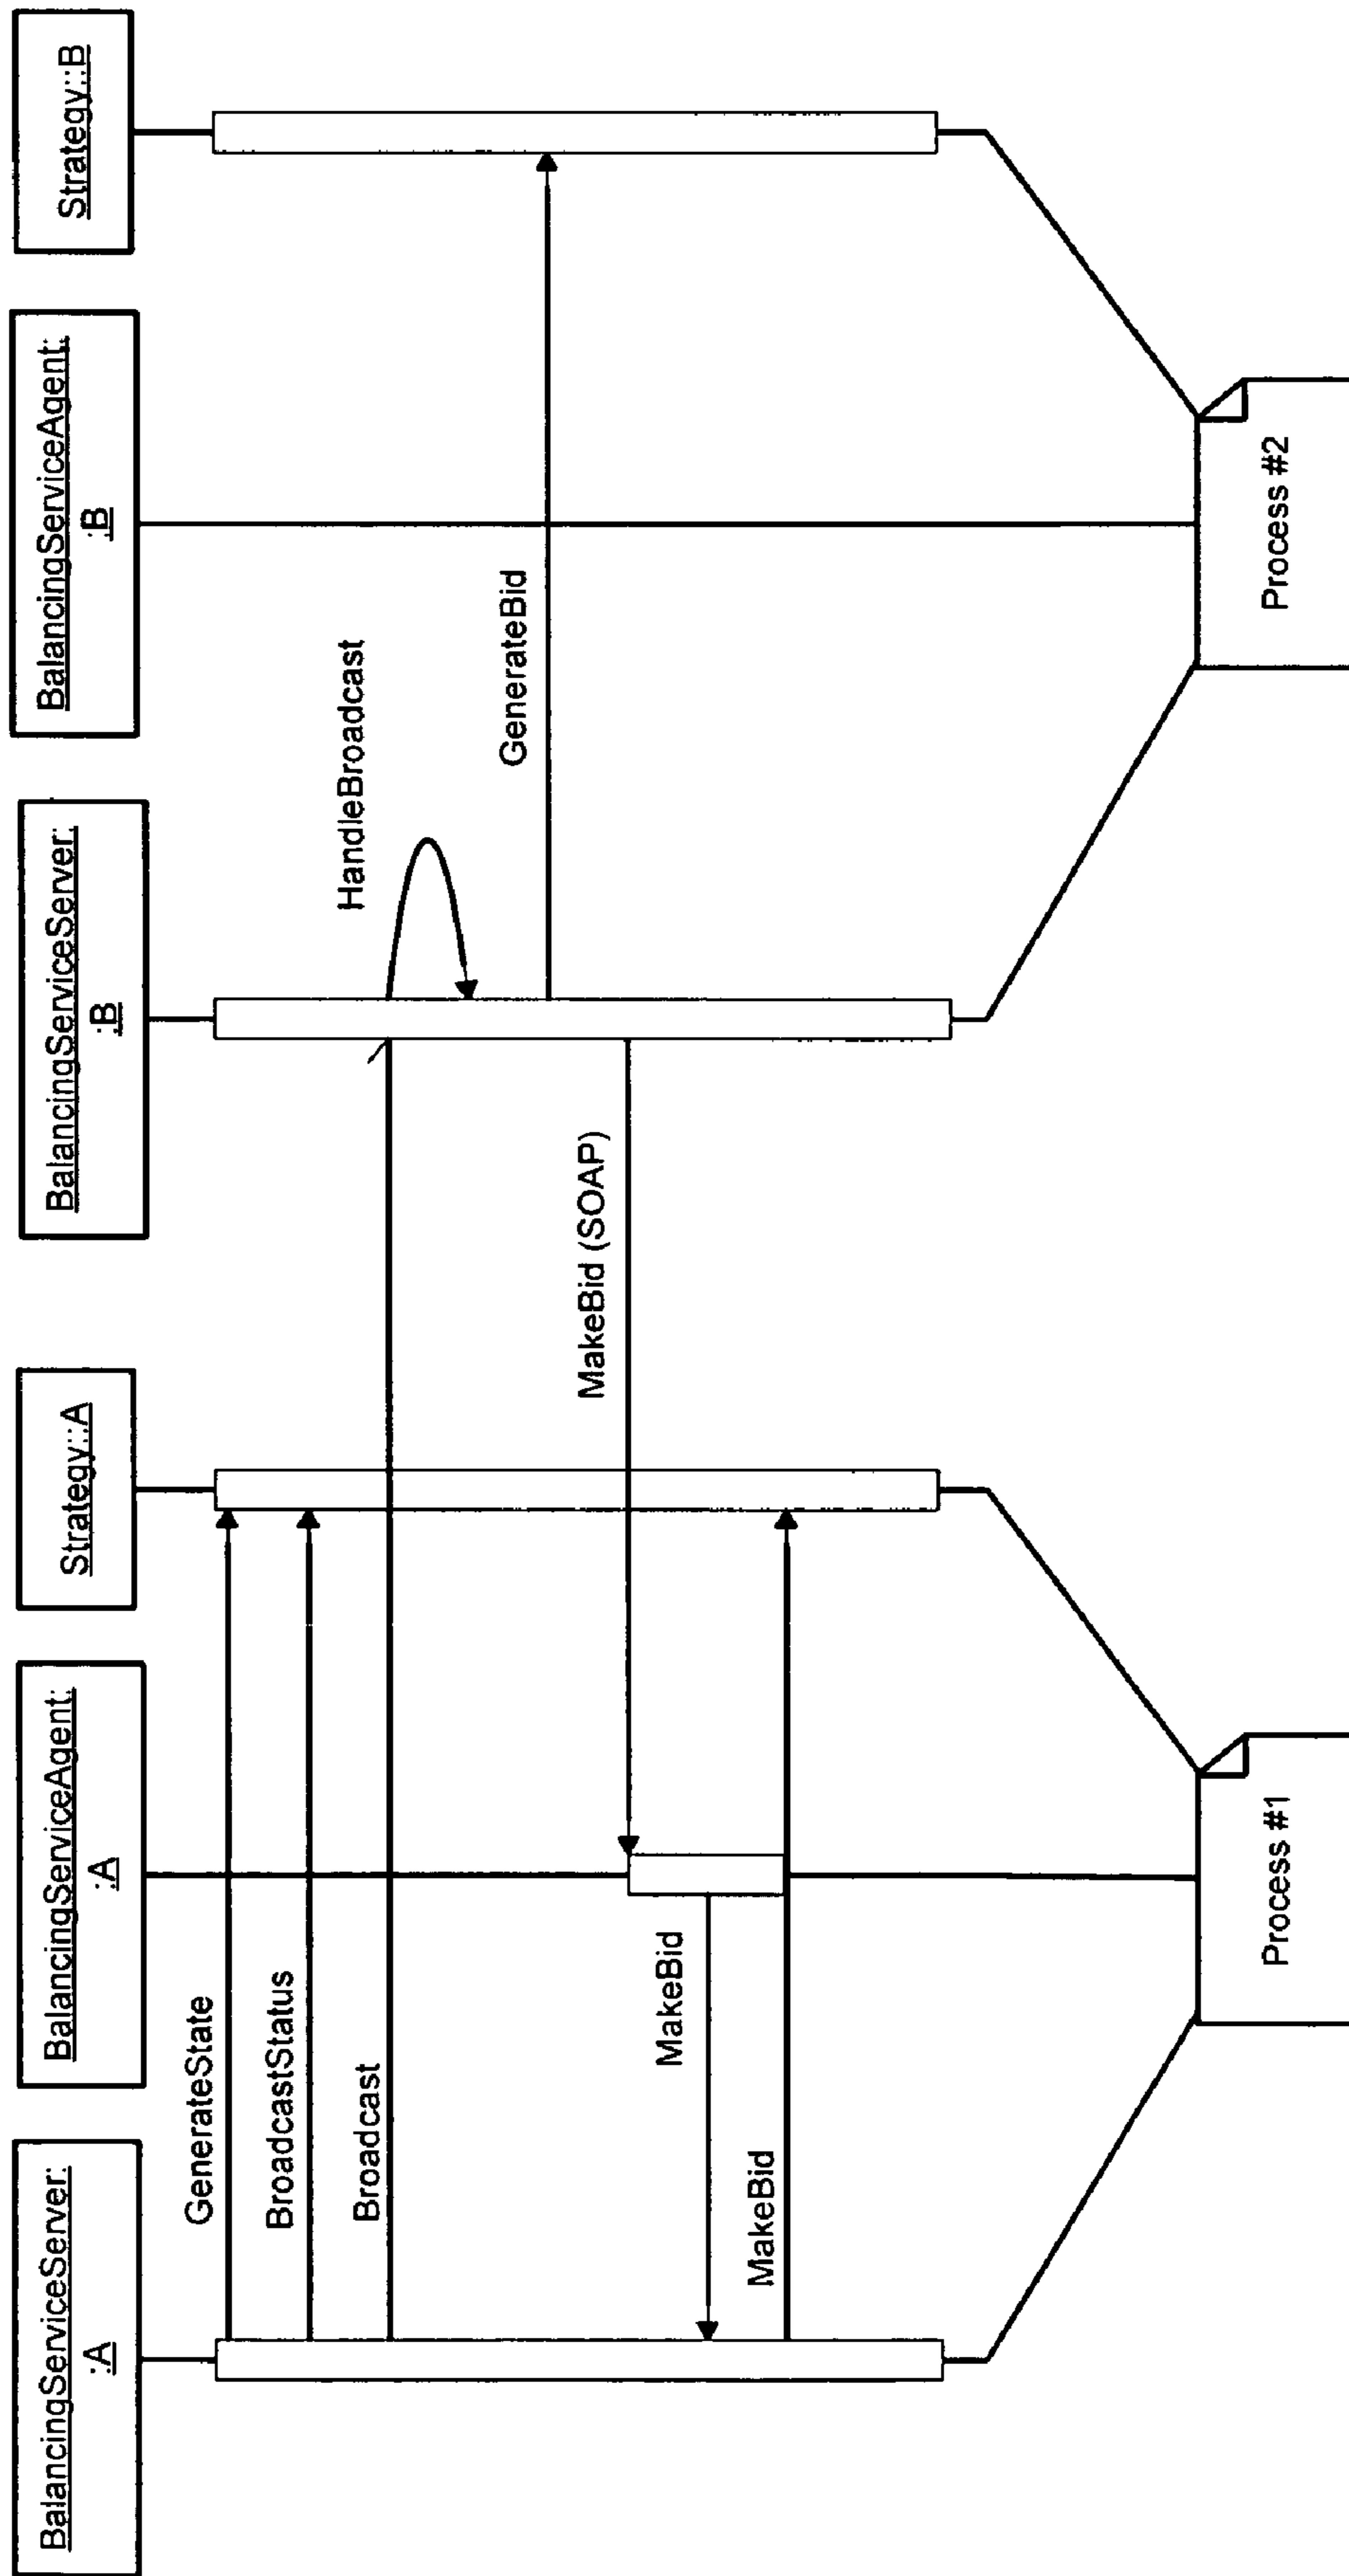 BalancingServiceServer:
:A
BalancingServiceAgent:
:A
Strategy::A
BalancingServiceServer:
:B
BalancingServiceAgent:
:B
Strategy::B
GenerateState
BroadcastStatus
Broadcast
HandleBroadcast
GenerateBid
MakeBid (SOAP)
MakeBid
MakeBid
Process #1
Process #2